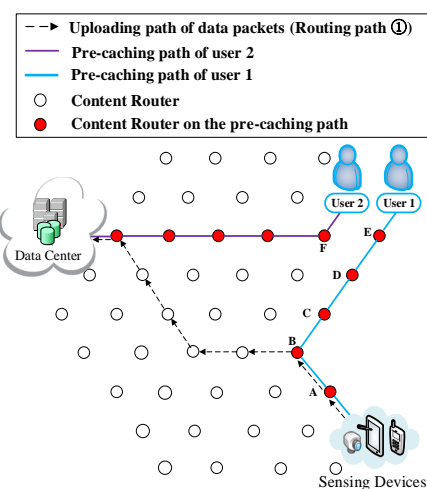 Uploading path of data packets (Routing path ①)
Pre-caching path of user 2
Pre-caching path of user 1
Content Router
Content Router on the pre-caching path
User 2
User 1
Data Center
F
E
D
C
B
A
Sensing Devices